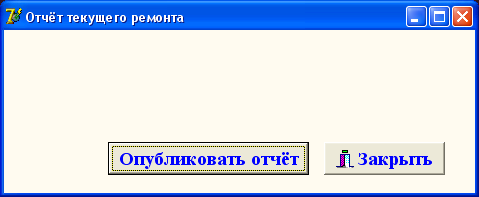 Отчёт текущего ремонта
Опубликовать отчёт
Закрыть